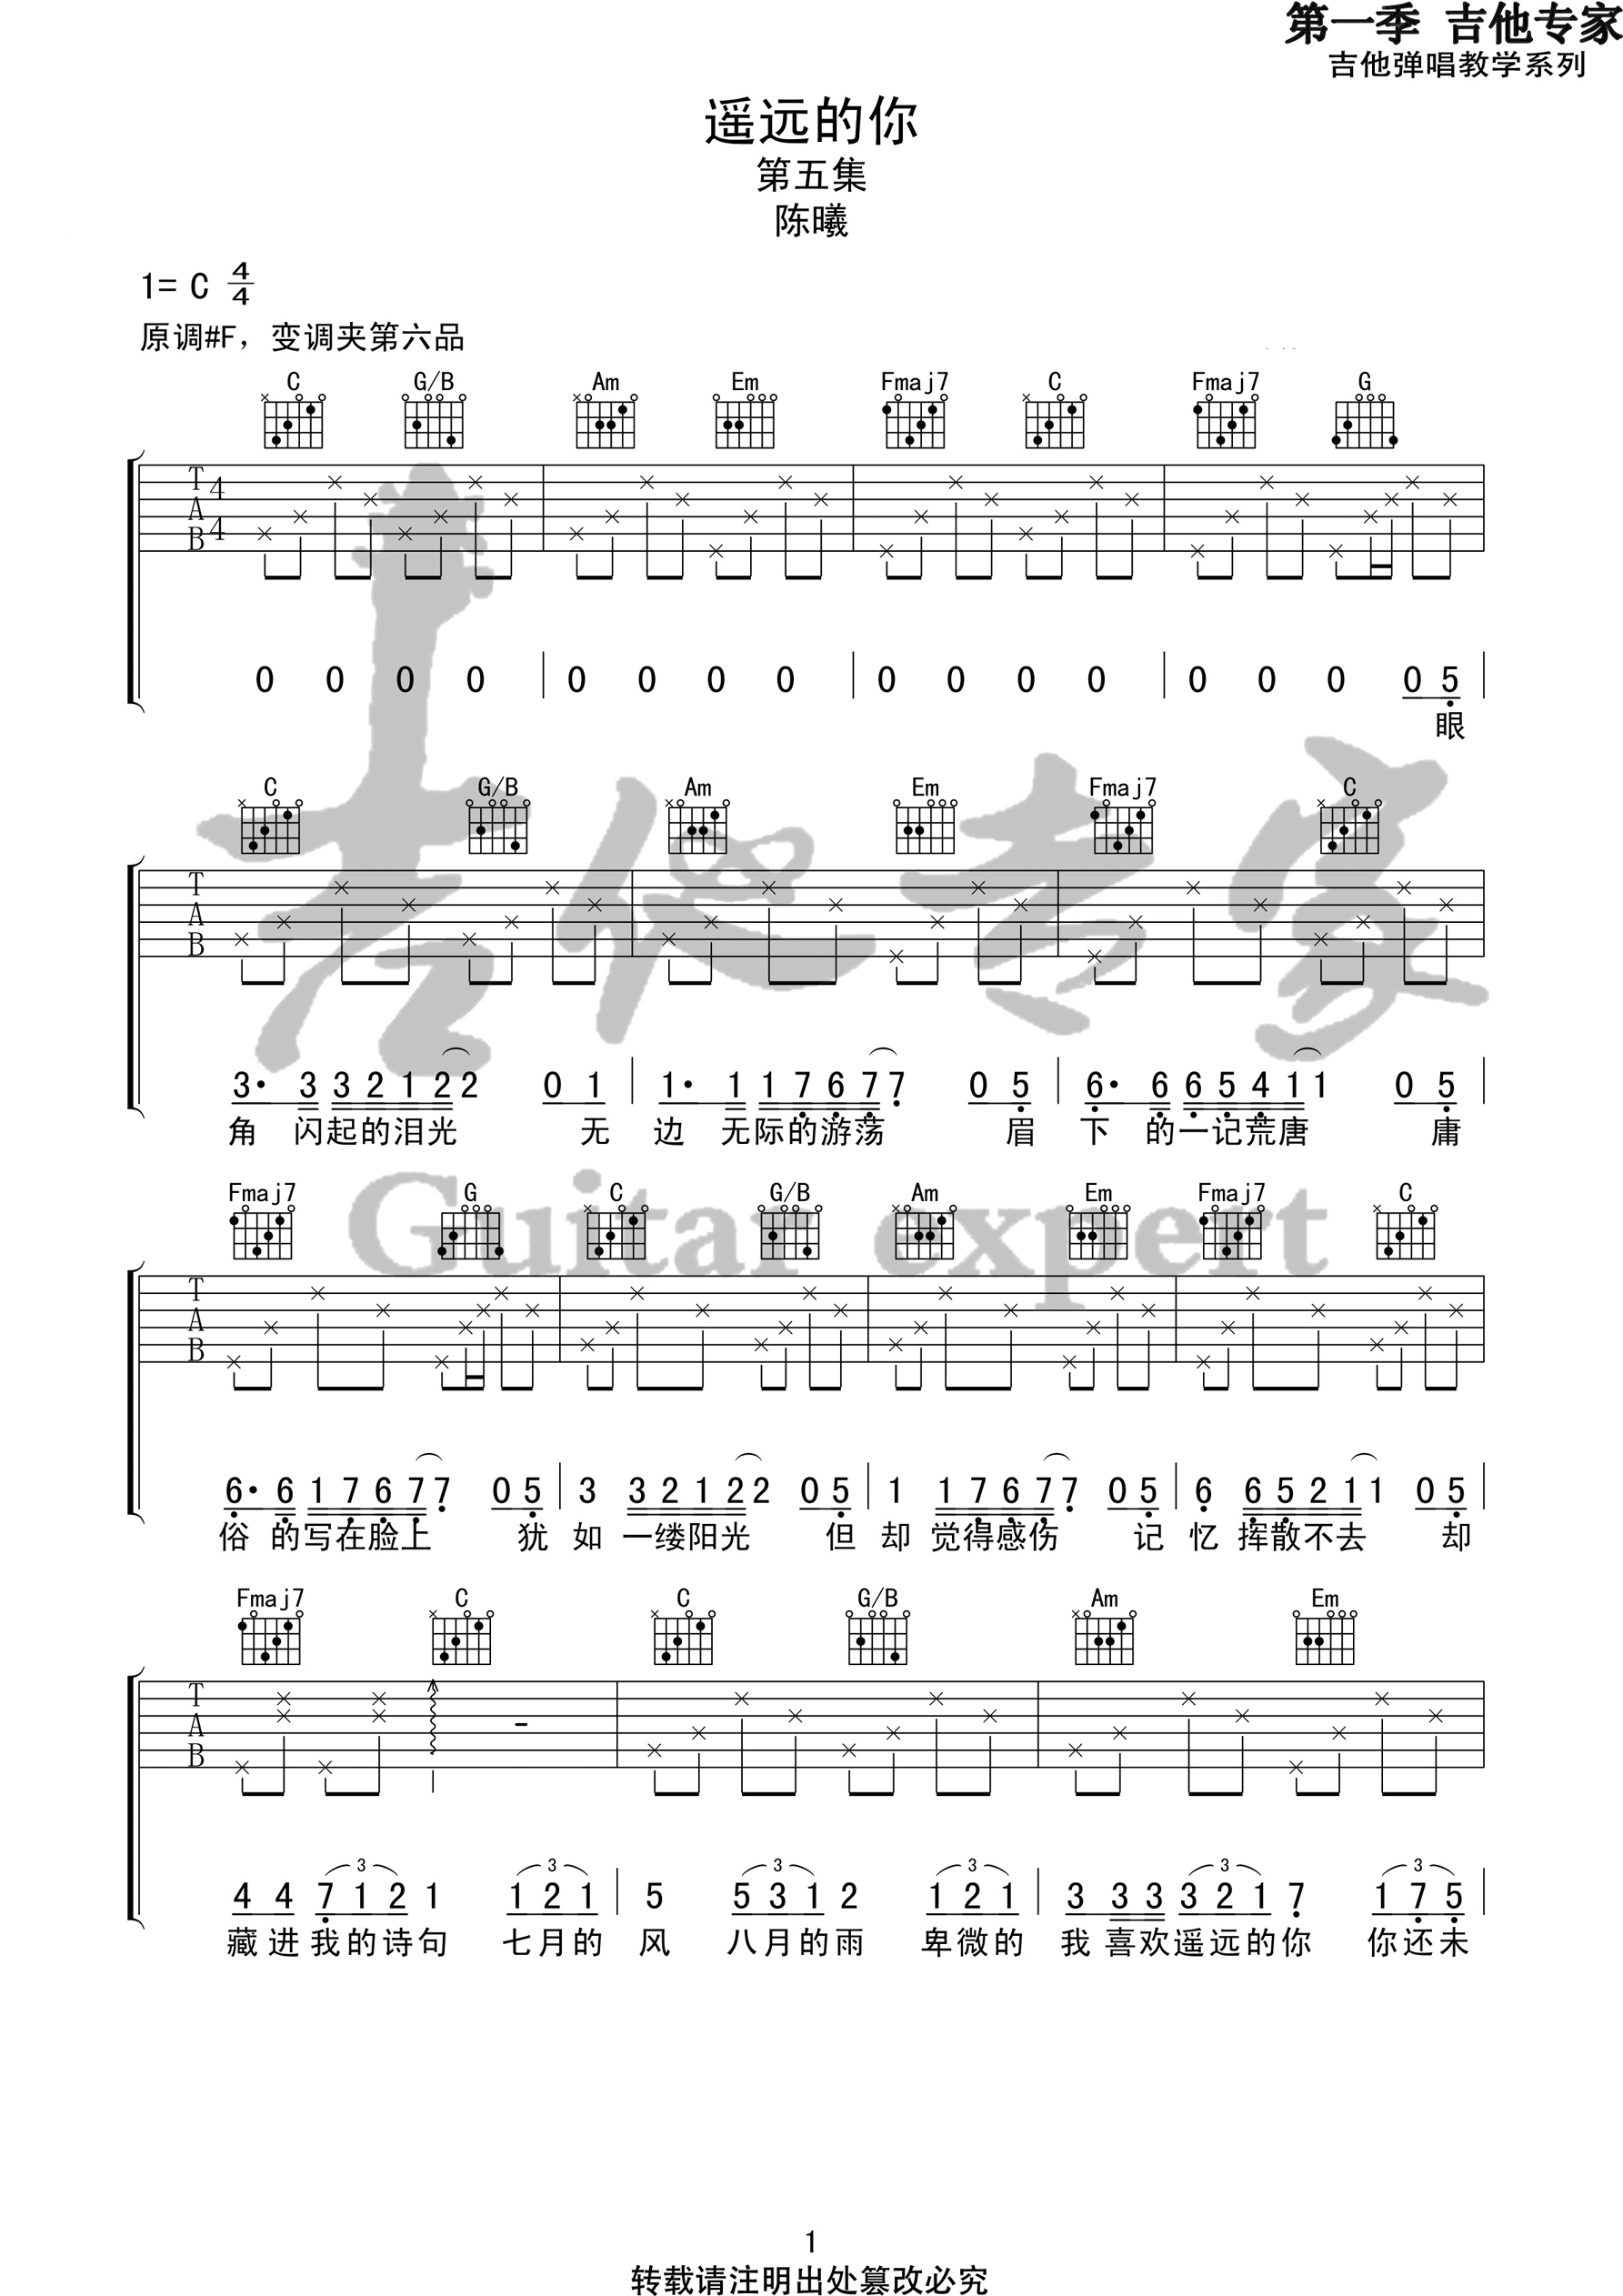 第一季 吉他专家
吉他弹唱教学系列
遥远的你
第五集
陈曦
1= C 4/4
原调#F，变调夹第六品
C G/B Am Em Fmaj7 C Fmaj7 G
T A B 4 4
0 0 0 0 0 0 0 0 0 0 0 0 0 0 0 0 5
眼
C G/B Am Em Fmaj7 C
T A B
3· 3 3 2 1 2 2 0 1 1· 1 1 7 6 7 7 0 5 6· 6 6 5 4 1 1 0 5
角 闪起的泪光 无 边 无际的游荡 眉 下 的一记荒唐 庸
Guitar expert
Fmaj7 G C G/B Am Em Fmaj7 C
T A B
6· 6 1 7 6 7 7 0 5 3 3 2 1 2 2 0 5 1 1 7 6 7 7 0 5 6 6 5 2 1 1 0 5
俗 的写在脸上 犹 如 一缕阳光 但 却 觉得感伤 记 忆 挥散不去 却
Fmaj7 C C G/B Am Em
T A B
3 3 3 3 3 3
4 4 7 1 2 1 1 2 1 5 5 3 1 2 1 2 1 3 3 3 3 2 1 7 1 7 5
藏 进 我的诗句 七月的 风 八月的雨 卑微的 我 喜欢遥远的你 你还未
1
转载请注明出处篡改必究